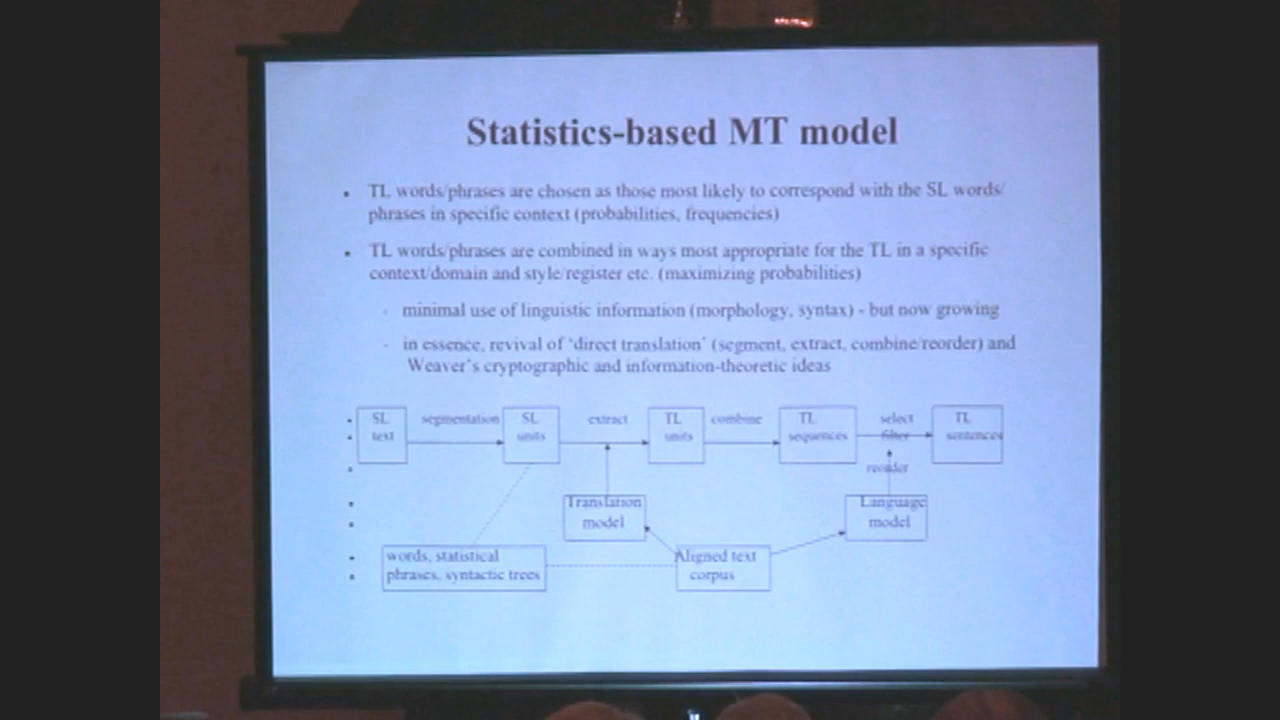 Statistics-based MT model
• TL words/phrases are chosen as those most likely to correspond with the SL words/
phrases in specific context (probabilities, frequencies)
• TL words/phrases are combined in ways most appropriate for the TL in a specific
context/domain and style/register etc. (maximizing probabilities)
- minimal use of linguistic information (morphology, syntax) - but now growing
- in essence, revival of ‘direct translation’ (segment, extract, combine/reorder) and
Weaver’s cryptographic and information-theoretic ideas
SL segmentation SL extract TL combine TL select TL
text units units sequences filter sentences
reorder
Translation Language
model model
words, statistical Aligned text
phrases, syntactic trees corpus